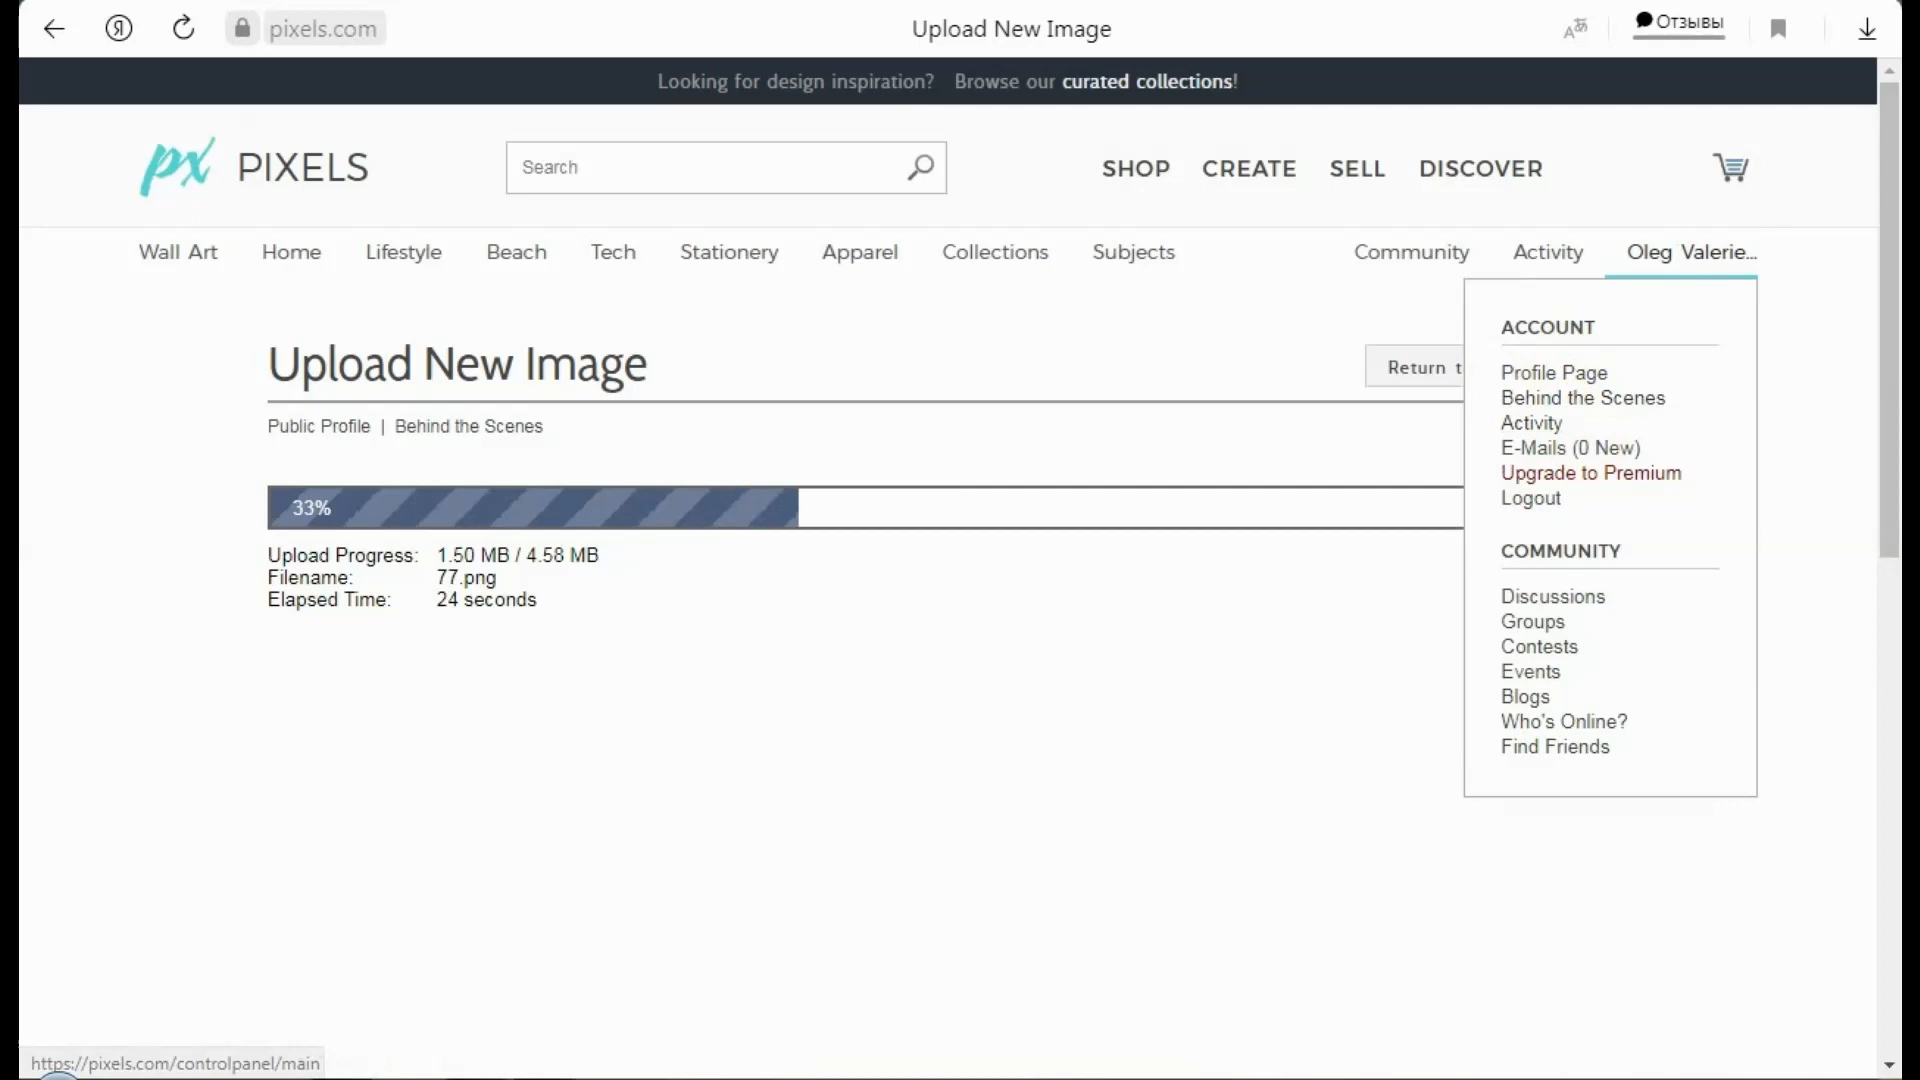 Я
pixels.com
Upload New Image
Отзывы
Looking for design inspiration? Browse our curated collections!
px PIXELS
Search
SHOP CREATE SELL DISCOVER
Wall Art Home Lifestyle Beach Tech Stationery Apparel Collections Subjects Community Activity Oleg Valerie...
Upload New Image
Return t
Public Profile | Behind the Scenes
33%
Upload Progress: 1.50 MB / 4.58 MB
Filename: 77.png
Elapsed Time: 24 seconds
ACCOUNT
Profile Page
Behind the Scenes
Activity
E-Mails (0 New)
Upgrade to Premium
Logout
COMMUNITY
Discussions
Groups
Contests
Events
Blogs
Who's Online?
Find Friends
https://pixels.com/controlpanel/main